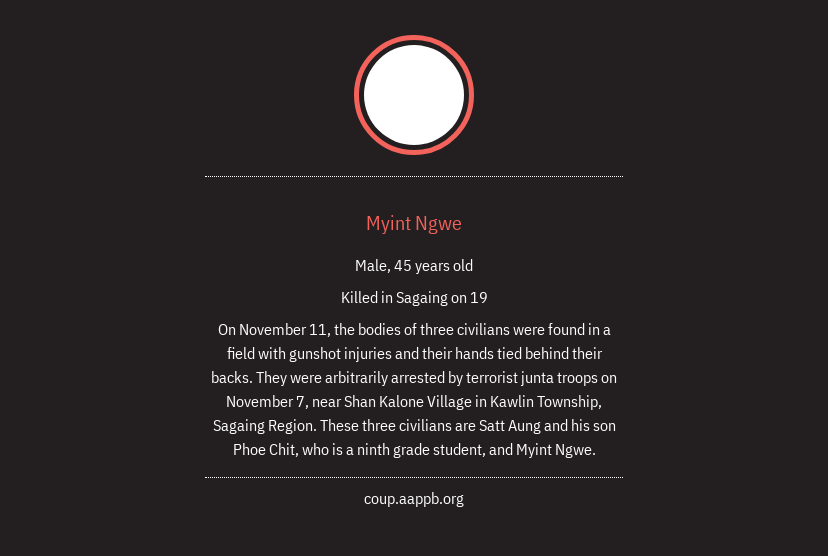 Myint Ngwe
Male, 45 years old
Killed in Sagaing on 19
On November 11, the bodies of three civilians were found in a
field with gunshot injuries and their hands tied behind their
backs. They were arbitrarily arrested by terrorist junta troops on
November 7, near Shan Kalone Village in Kawlin Township,
Sagaing Region. These three civilians are Satt Aung and his son
Phoe Chit, who is a ninth grade student, and Myint Ngwe.
coup.aappb.org